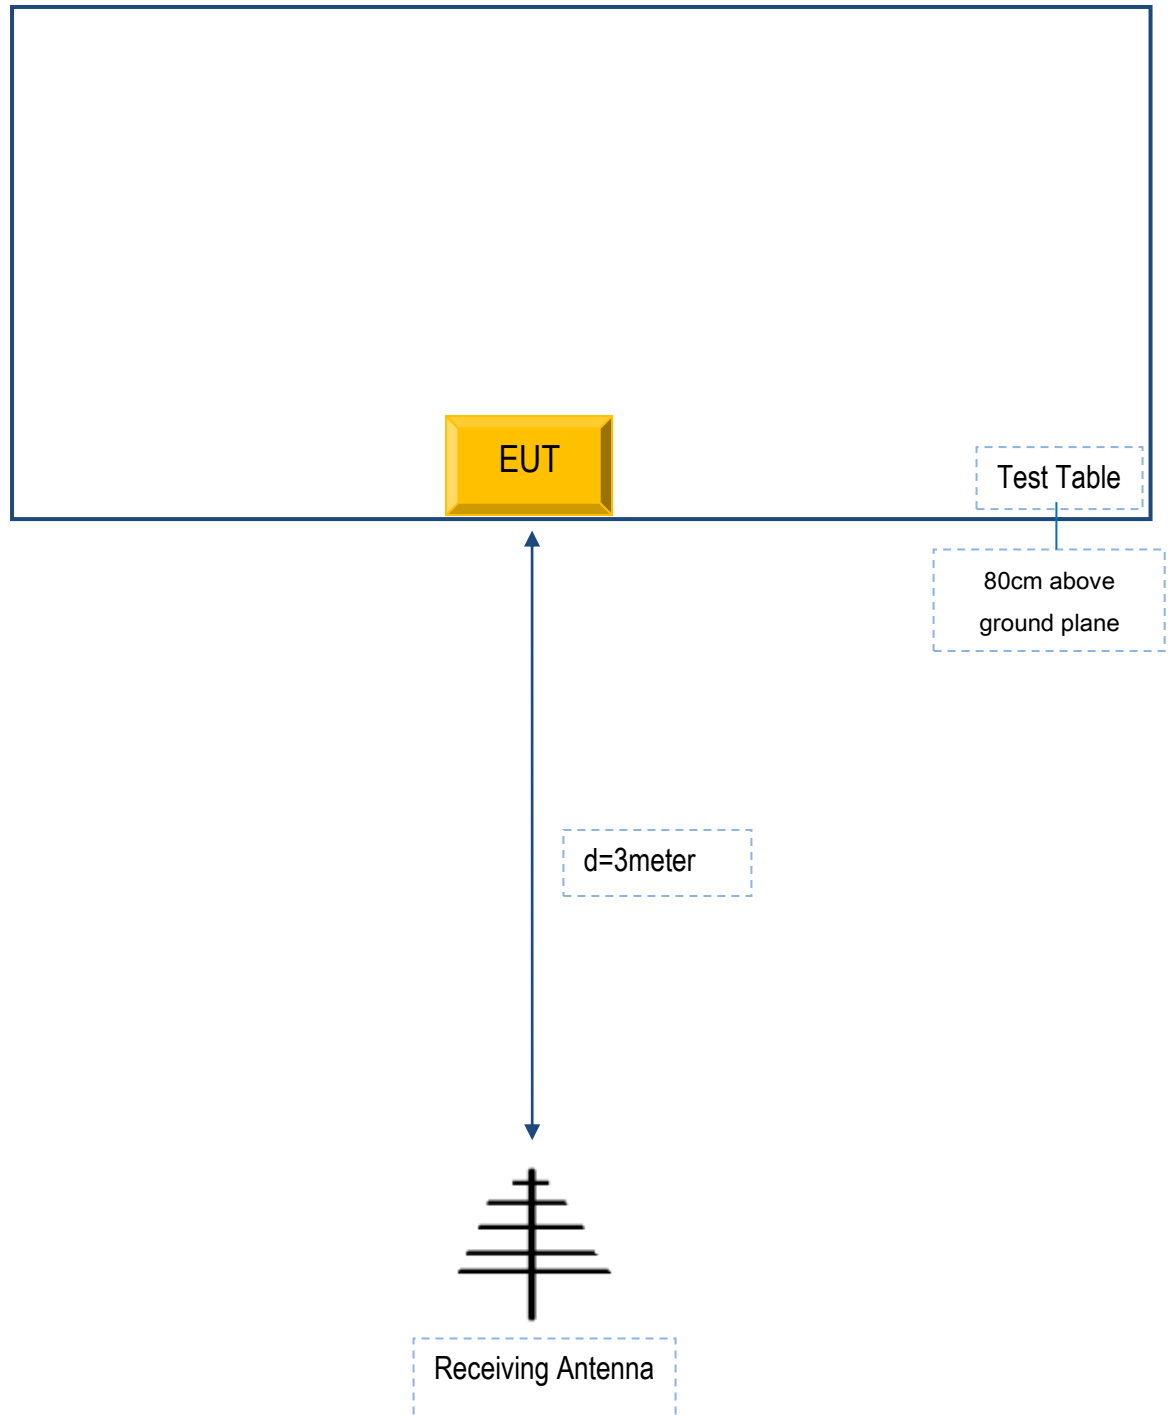 EUT
Test Table
80cm above
ground plane
d=3meter
Receiving Antenna